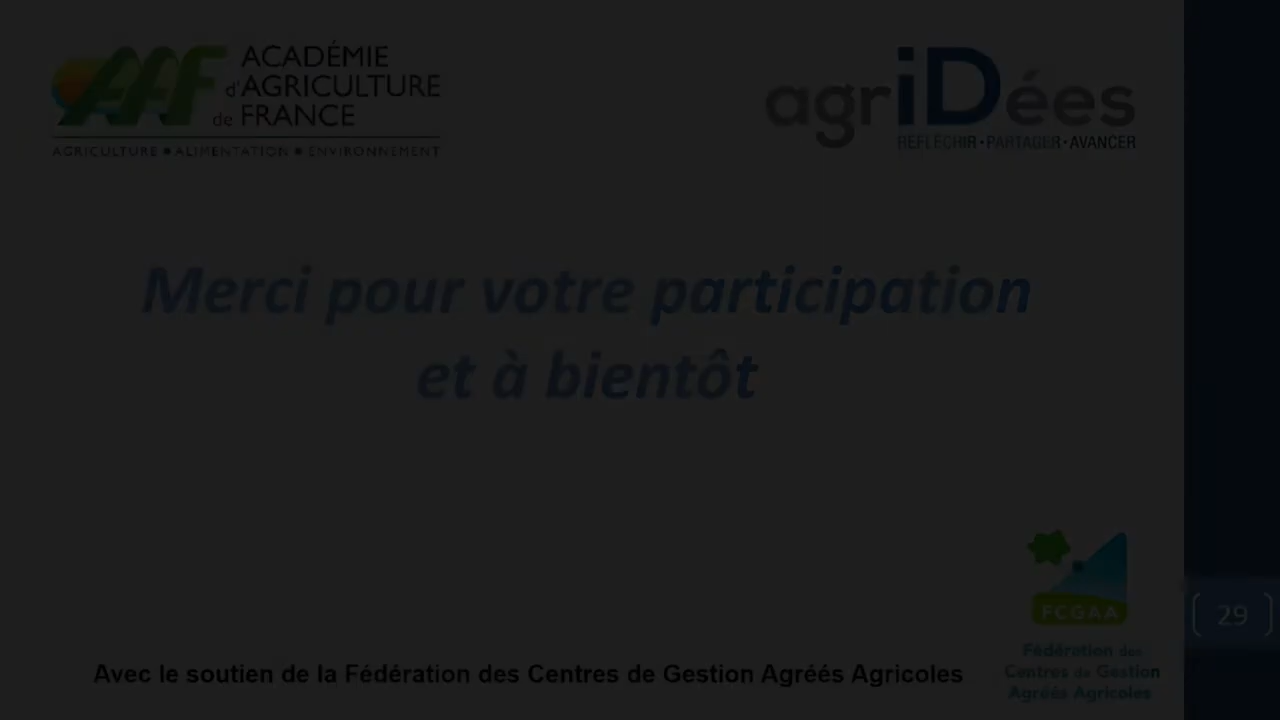 AAF
ACADÉMIE
d'AGRICULTURE
de FRANCE
AGRICULTURE • ALIMENTATION • ENVIRONNEMENT
agriDées
RÉFLÉCHIR • PARTAGER • AVANCER
Merci pour votre participation
et à bientôt
FCGAA
Fédération des
Centres de Gestion
Agréés Agricoles
29
Avec le soutien de la Fédération des Centres de Gestion Agréés Agricoles